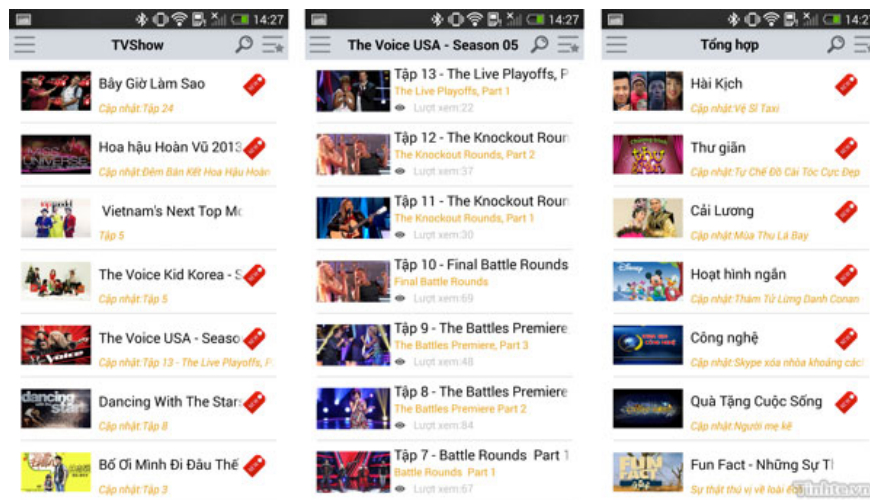 14:27
TVShow
Bây Giờ Làm Sao
Cập nhật:Tập 24
Hoa hậu Hoàn Vũ 2013
Cập nhật:Đêm Bán Kết Hoa Hậu Hoàn
Vietnam's Next Top Mo
Tập 5
The Voice Kid Korea - S
Cập nhật:Tập 5
The Voice USA - Seaso
Cập nhật:Tập 13 - The Live Playoffs, P
Dancing With The Stars
Cập nhật:Tập 8
Bố Ơi Mình Đi Đâu Thế
Cập nhật:Tập 3
14:27
The Voice USA - Season 05
Tập 13 - The Live Playoffs, P
The Live Playoffs, Part 1
Lượt xem:22
Tập 12 - The Knockout Roun
The Knockout Rounds, Part 2
Lượt xem:37
Tập 11 - The Knockout Roun
The Knockout Rounds, Part 1
Lượt xem:30
Tập 10 - Final Battle Rounds
Final Battle Rounds
Lượt xem:69
Tập 9 - The Battles Premiere
The Battles Premiere, Part 3
Lượt xem:48
Tập 8 - The Battles Premiere
The Battles Premiere Part 2
Lượt xem:84
Tập 7 - Battle Rounds Part 1
Battle Rounds Part 1
Lượt xem:67
14:27
Tổng hợp
Hài Kịch
Cập nhật:Vệ Sĩ Taxi
Thư giãn
Cập nhật:Tự Chế Đồ Cài Tóc Cực Đẹp
Cải Lương
Cập nhật:Mùa Thu Lá Bay
Hoạt hình ngắn
Cập nhật:Thám Tử Lừng Danh Conan
Công nghệ
Cập nhật:Skype xóa nhòa khoảng các
Quà Tặng Cuộc Sống
Cập nhật:Người mẹ kế
Fun Fact - Những Sự Tl
Sự thật thú vị về loài
Tinhte.vn